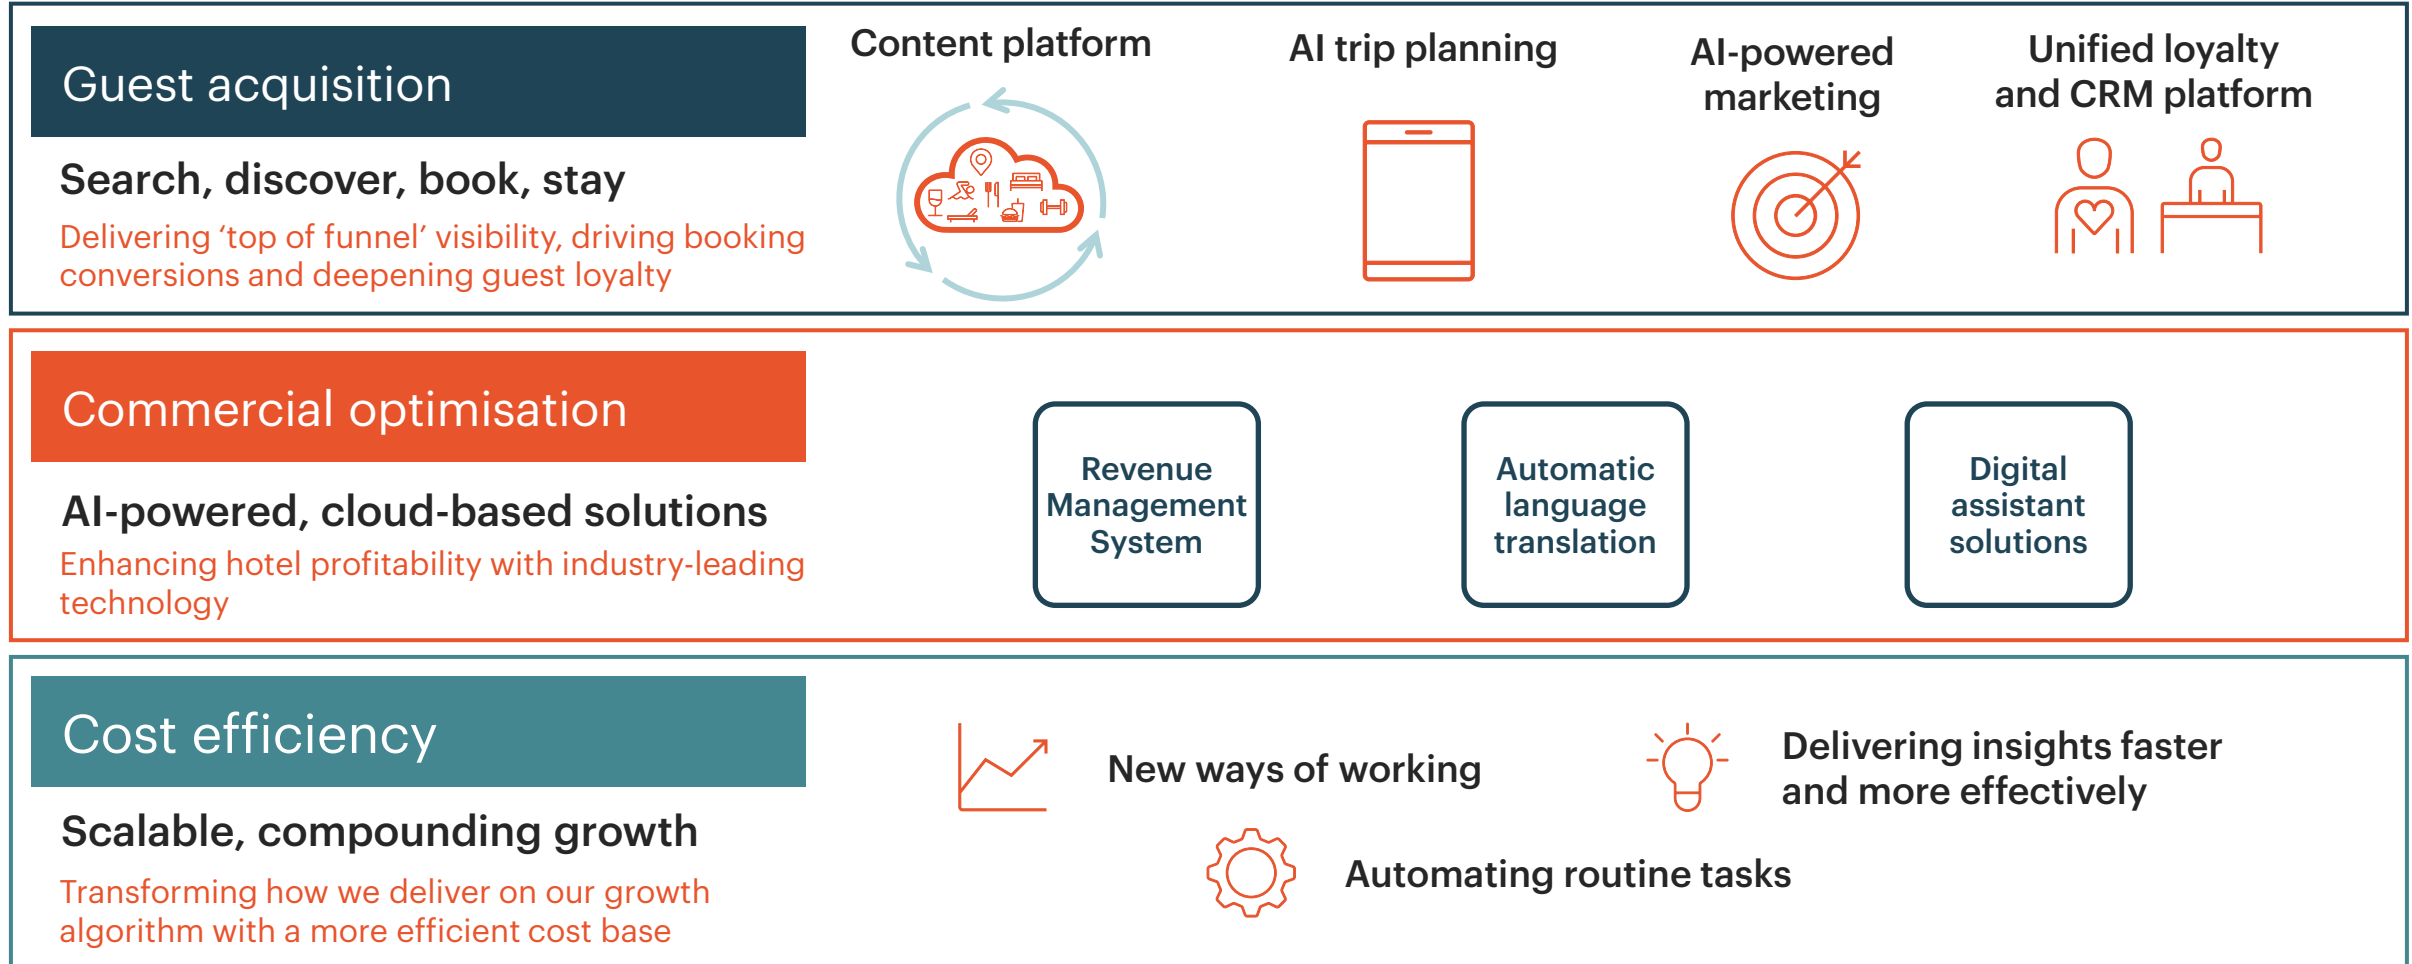 Guest acquisition
Search, discover, book, stay
Delivering ‘top of funnel’ visibility, driving booking
conversions and deepening guest loyalty
Content platform
AI trip planning
AI-powered
marketing
Unified loyalty
and CRM platform
Commercial optimisation
AI-powered, cloud-based solutions
Enhancing hotel profitability with industry-leading
technology
Revenue
Management
System
Automatic
language
translation
Digital
assistant
solutions
Cost efficiency
Scalable, compounding growth
Transforming how we deliver on our growth
algorithm with a more efficient cost base
New ways of working
Delivering insights faster
and more effectively
Automating routine tasks